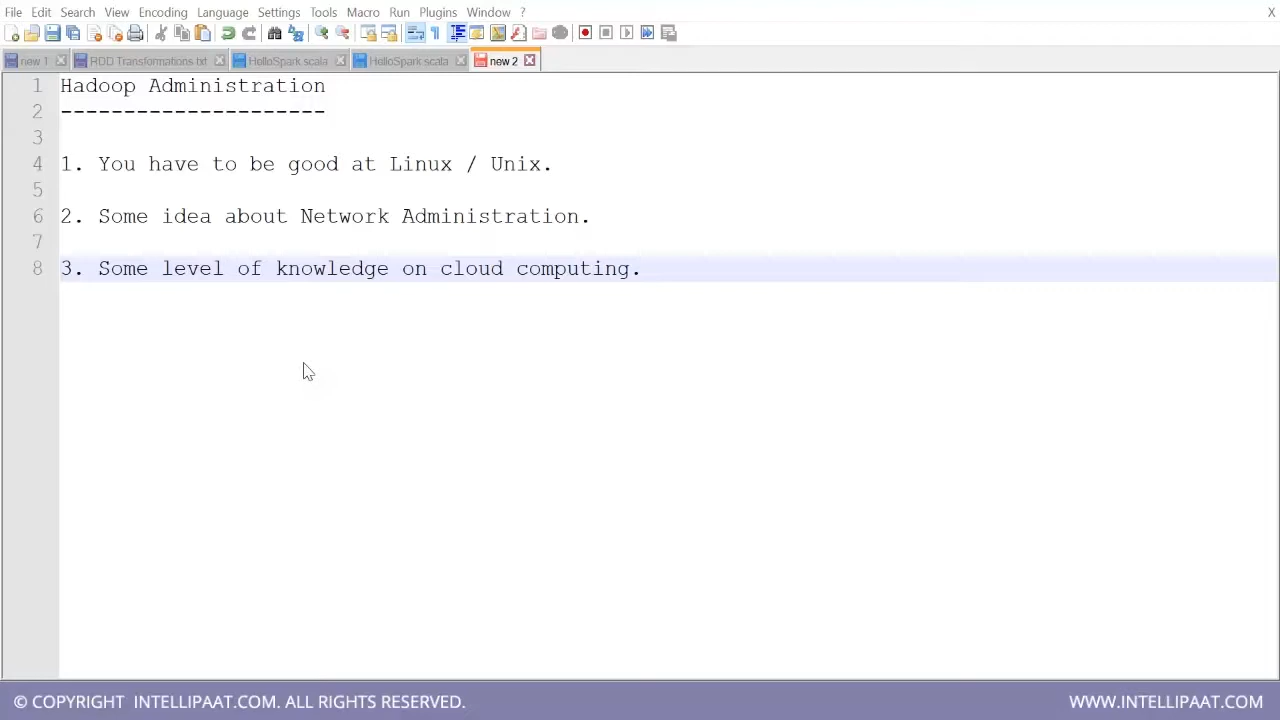 File Edit Search View Encoding Language Settings Tools Macro Run Plugins Window ? X
new 1 RDD Transformations.txt HelloSpark.scala HelloSpark.scala new 2
1 Hadoop Administration
2 ---------------------
3
4 1. You have to be good at Linux / Unix.
5
6 2. Some idea about Network Administration.
7
8 3. Some level of knowledge on cloud computing.
© COPYRIGHT INTELLIPAAT.COM. ALL RIGHTS RESERVED. WWW.INTELLIPAAT.COM